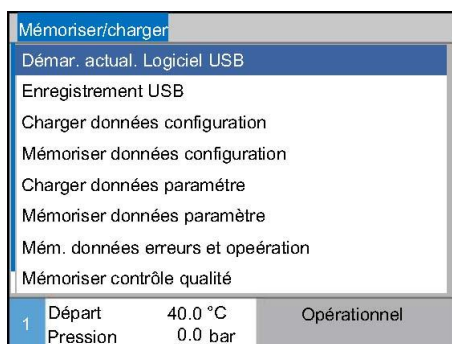 Mémoriser/charger
Démar. actual. Logiciel USB
Enregistrement USB
Charger données configuration
Mémoriser données configuration
Charger données paramétre
Mémoriser données paramètre
Mém. données erreurs et opeération
Mémoriser contrôle qualité
1 Départ 40.0 °C Opérationnel
Pression 0.0 bar